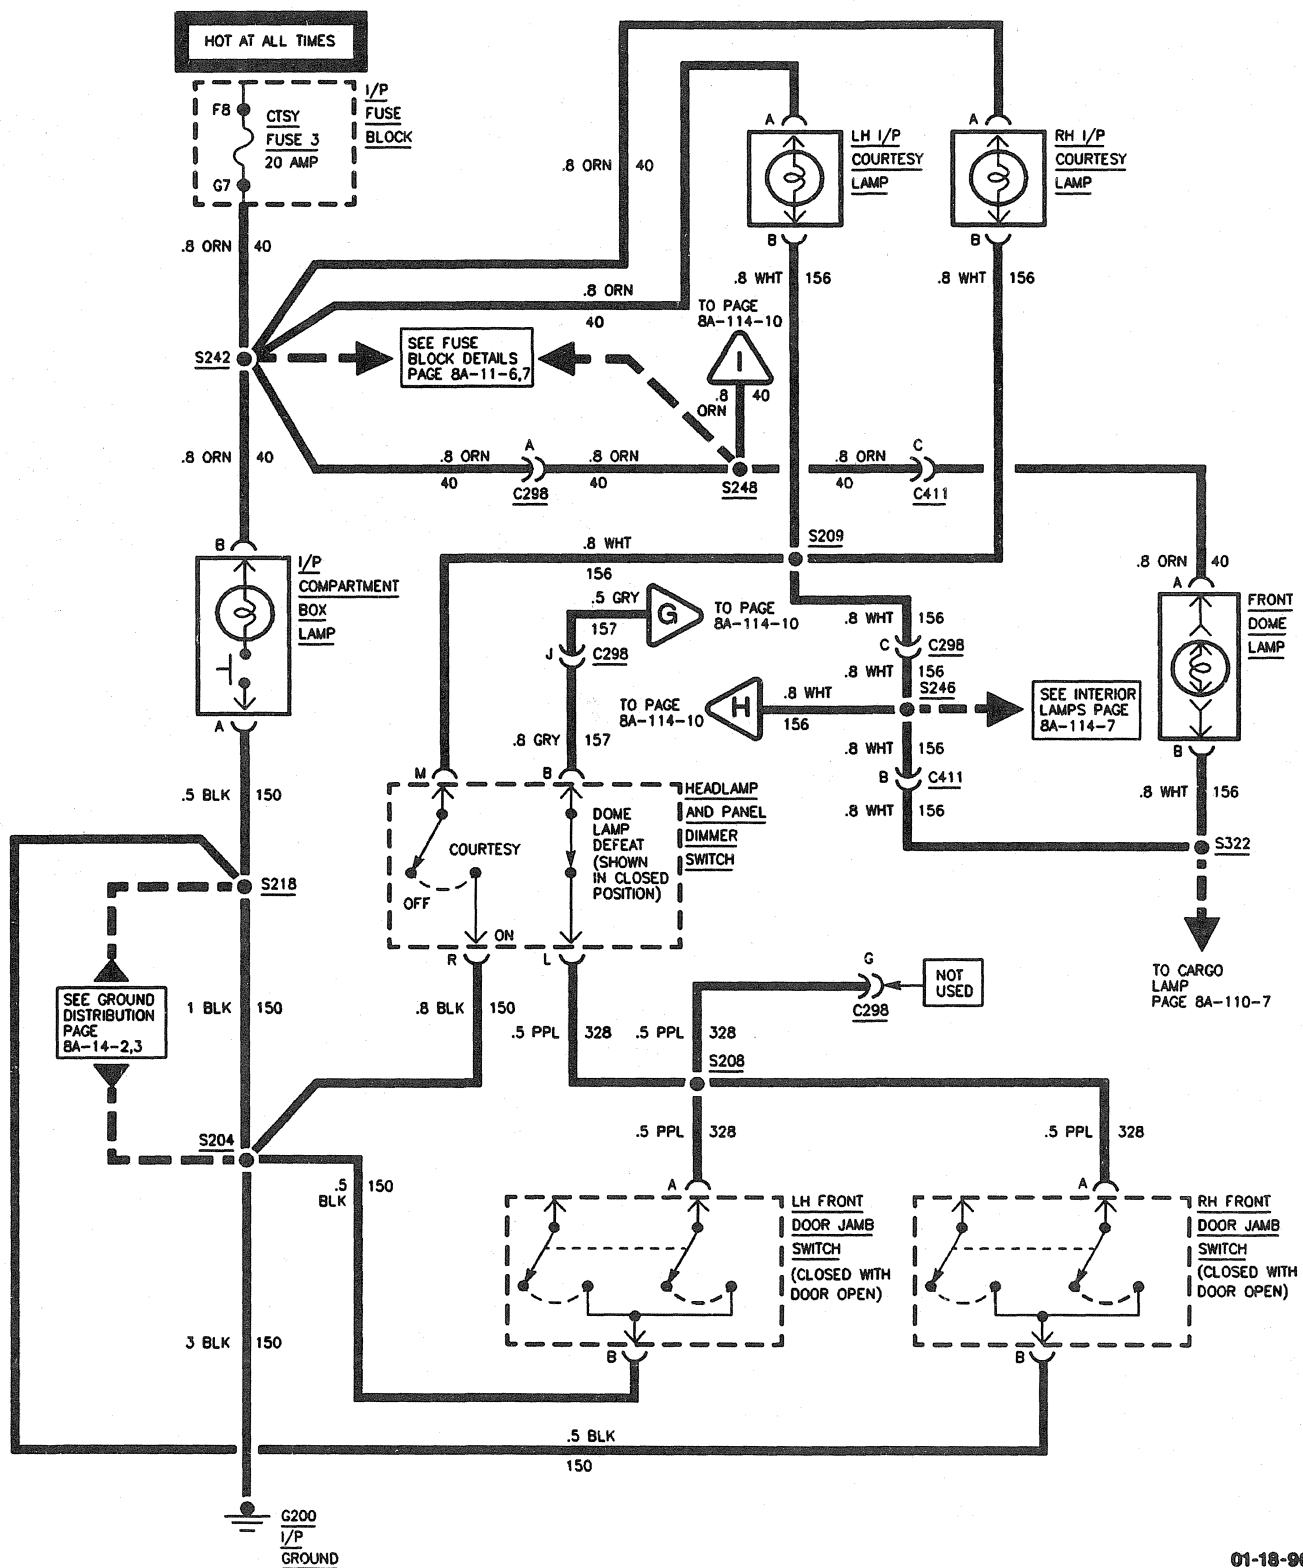 HOT AT ALL TIMES
F8
CTSY
FUSE 3
20 AMP
G7
I/P
FUSE
BLOCK
.8 ORN 40
.8 ORN 40
.8 ORN
40
A
LH I/P
COURTESY
LAMP
B
A
RH I/P
COURTESY
LAMP
B
.8 WHT 156
.8 WHT 156
TO PAGE
8A-114-10
I
.8 40
ORN
S242
SEE FUSE
BLOCK DETAILS
PAGE 8A-11-6,7
.8 ORN 40
.8 ORN
40
A
C298
.8 ORN
40
S248
.8 ORN
40
C
C411
.8 WHT
156
S209
B
I/P
COMPARTMENT
BOX
LAMP
A
.5 GRY
157
G
TO PAGE
8A-114-10
J C298
.8 WHT 156
C C298
.8 WHT 156
S246
TO PAGE
8A-114-10
H
.8 WHT
156
SEE INTERIOR
LAMPS PAGE
8A-114-7
.8 ORN 40
A
FRONT
DOME
LAMP
B
.8 GRY 157
.8 WHT 156
B C411
.8 WHT 156
.8 WHT 156
S322
TO CARGO
LAMP
PAGE 8A-110-7
.5 BLK 150
M
B
HEADLAMP
AND PANEL
DIMMER
SWITCH
DOME
LAMP
DEFEAT
(SHOWN
IN CLOSED
POSITION)
COURTESY
OFF
ON
R
L
S218
SEE GROUND
DISTRIBUTION
PAGE
8A-14-2,3
1 BLK 150
.8 BLK 150
.5 PPL 328
.5 PPL 328
G
C298
NOT
USED
S208
S204
.5 150
BLK
.5 PPL 328
.5 PPL 328
A
LH FRONT
DOOR JAMB
SWITCH
(CLOSED WITH
DOOR OPEN)
B
A
RH FRONT
DOOR JAMB
SWITCH
(CLOSED WITH
DOOR OPEN)
B
3 BLK 150
.5 BLK
150
G200
I/P
GROUND